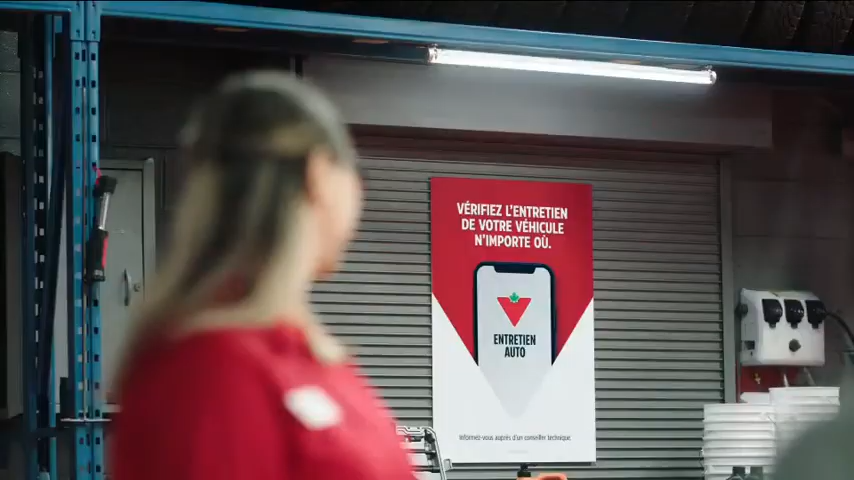 VÉRIFIEZ L'ENTRETIEN
DE VOTRE VÉHICULE
N'IMPORTE OÙ.
ENTRETIEN
AUTO
Informez-vous auprès d'un conseiller technique